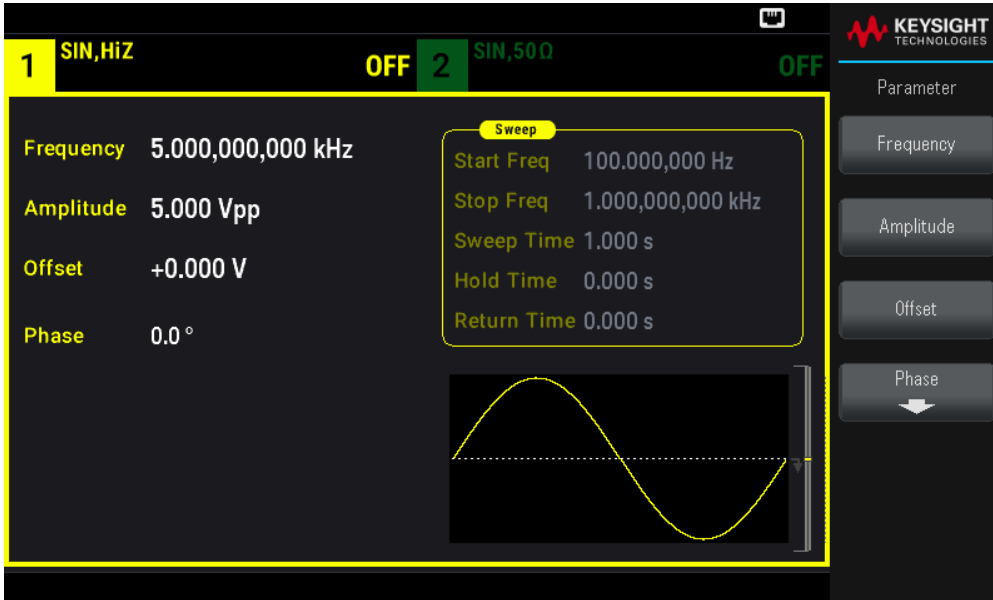 KEYSIGHT
TECHNOLOGIES
1 SIN,HiZ OFF 2 SIN,50Ω OFF
Parameter
Frequency 5.000,000,000 kHz
Amplitude 5.000 Vpp
Offset +0.000 V
Phase 0.0 °
Sweep
Start Freq 100.000,000 Hz
Stop Freq 1.000,000,000 kHz
Sweep Time 1.000 s
Hold Time 0.000 s
Return Time 0.000 s
Frequency
Amplitude
Offset
Phase